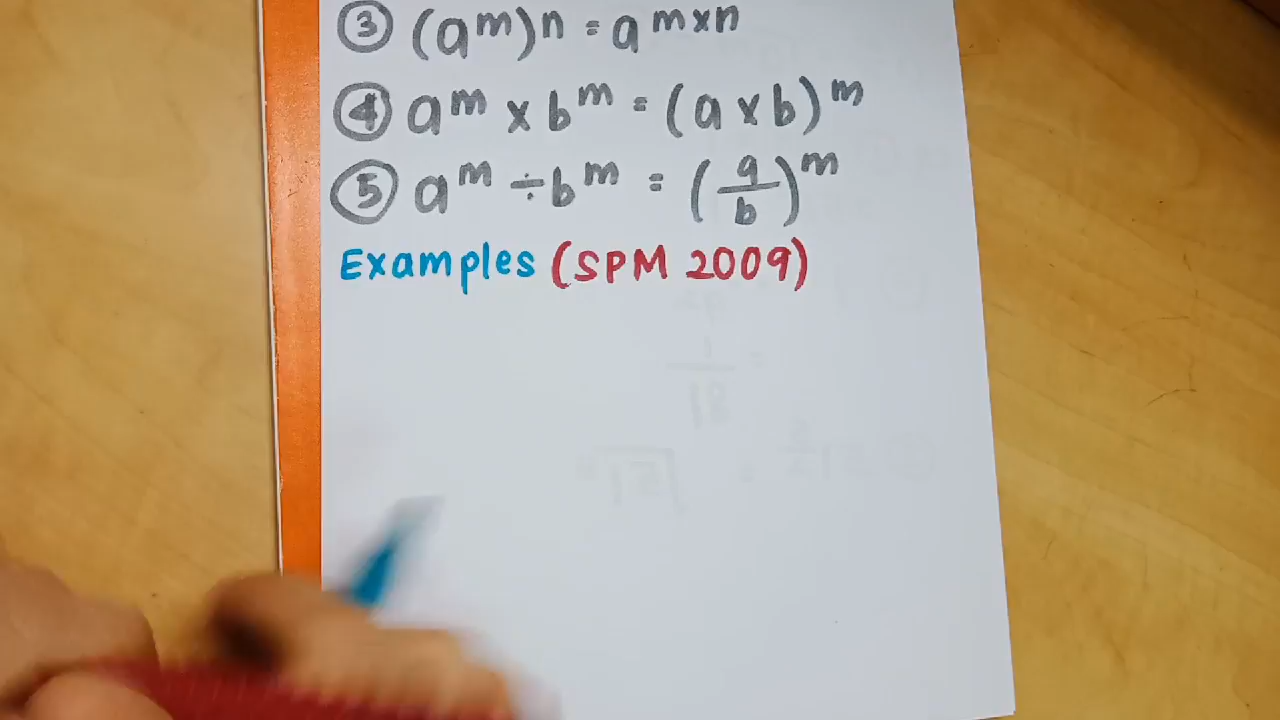 ③ (a^m)^n = a^{m×n}
④ a^m × b^m = (a × b)^m
⑤ a^m ÷ b^m = (a/b)^m
Examples (SPM 2009)